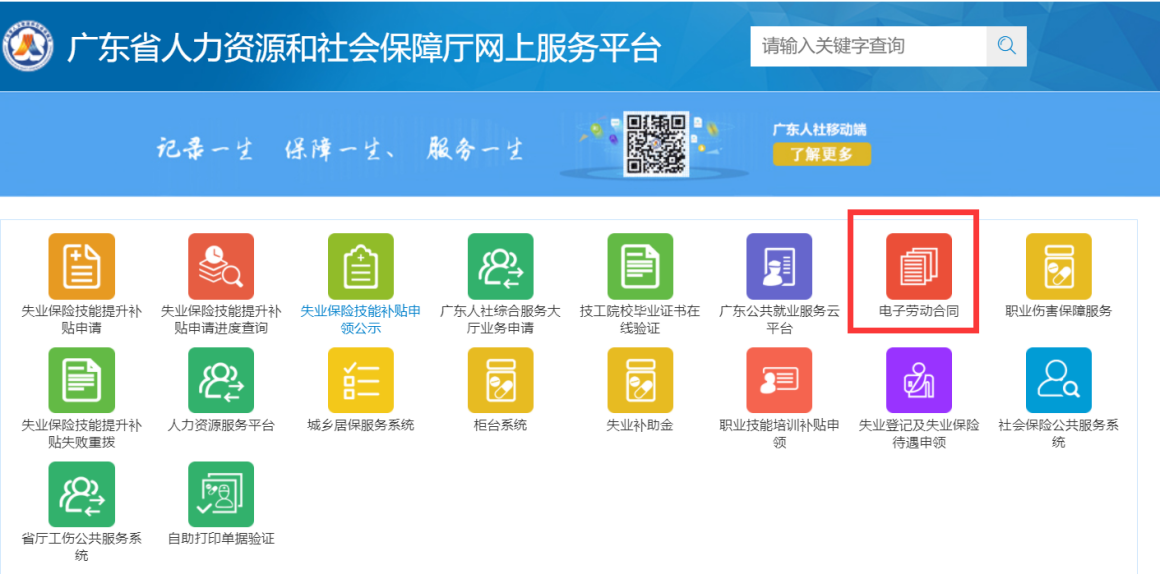 广东省人力资源和社会保障厅网上服务平台
请输入关键字查询
记录一生 保障一生、 服务一生
广东人社移动端
了解更多
失业保险技能提升补
贴申请
失业保险技能提升补
贴申请进度查询
失业保险技能补贴申
领公示
广东人社综合服务大
厅业务申请
技工院校毕业证书在
线验证
广东公共就业服务云
平台
电子劳动合同
职业伤害保障服务
失业保险技能提升补
贴失败重拨
人力资源服务平台
城乡居保服务系统
柜台系统
失业补助金
职业技能培训补贴申
领
失业登记及失业保险
待遇申领
社会保险公共服务系
统
省厅工伤公共服务系
统
自助打印单据验证